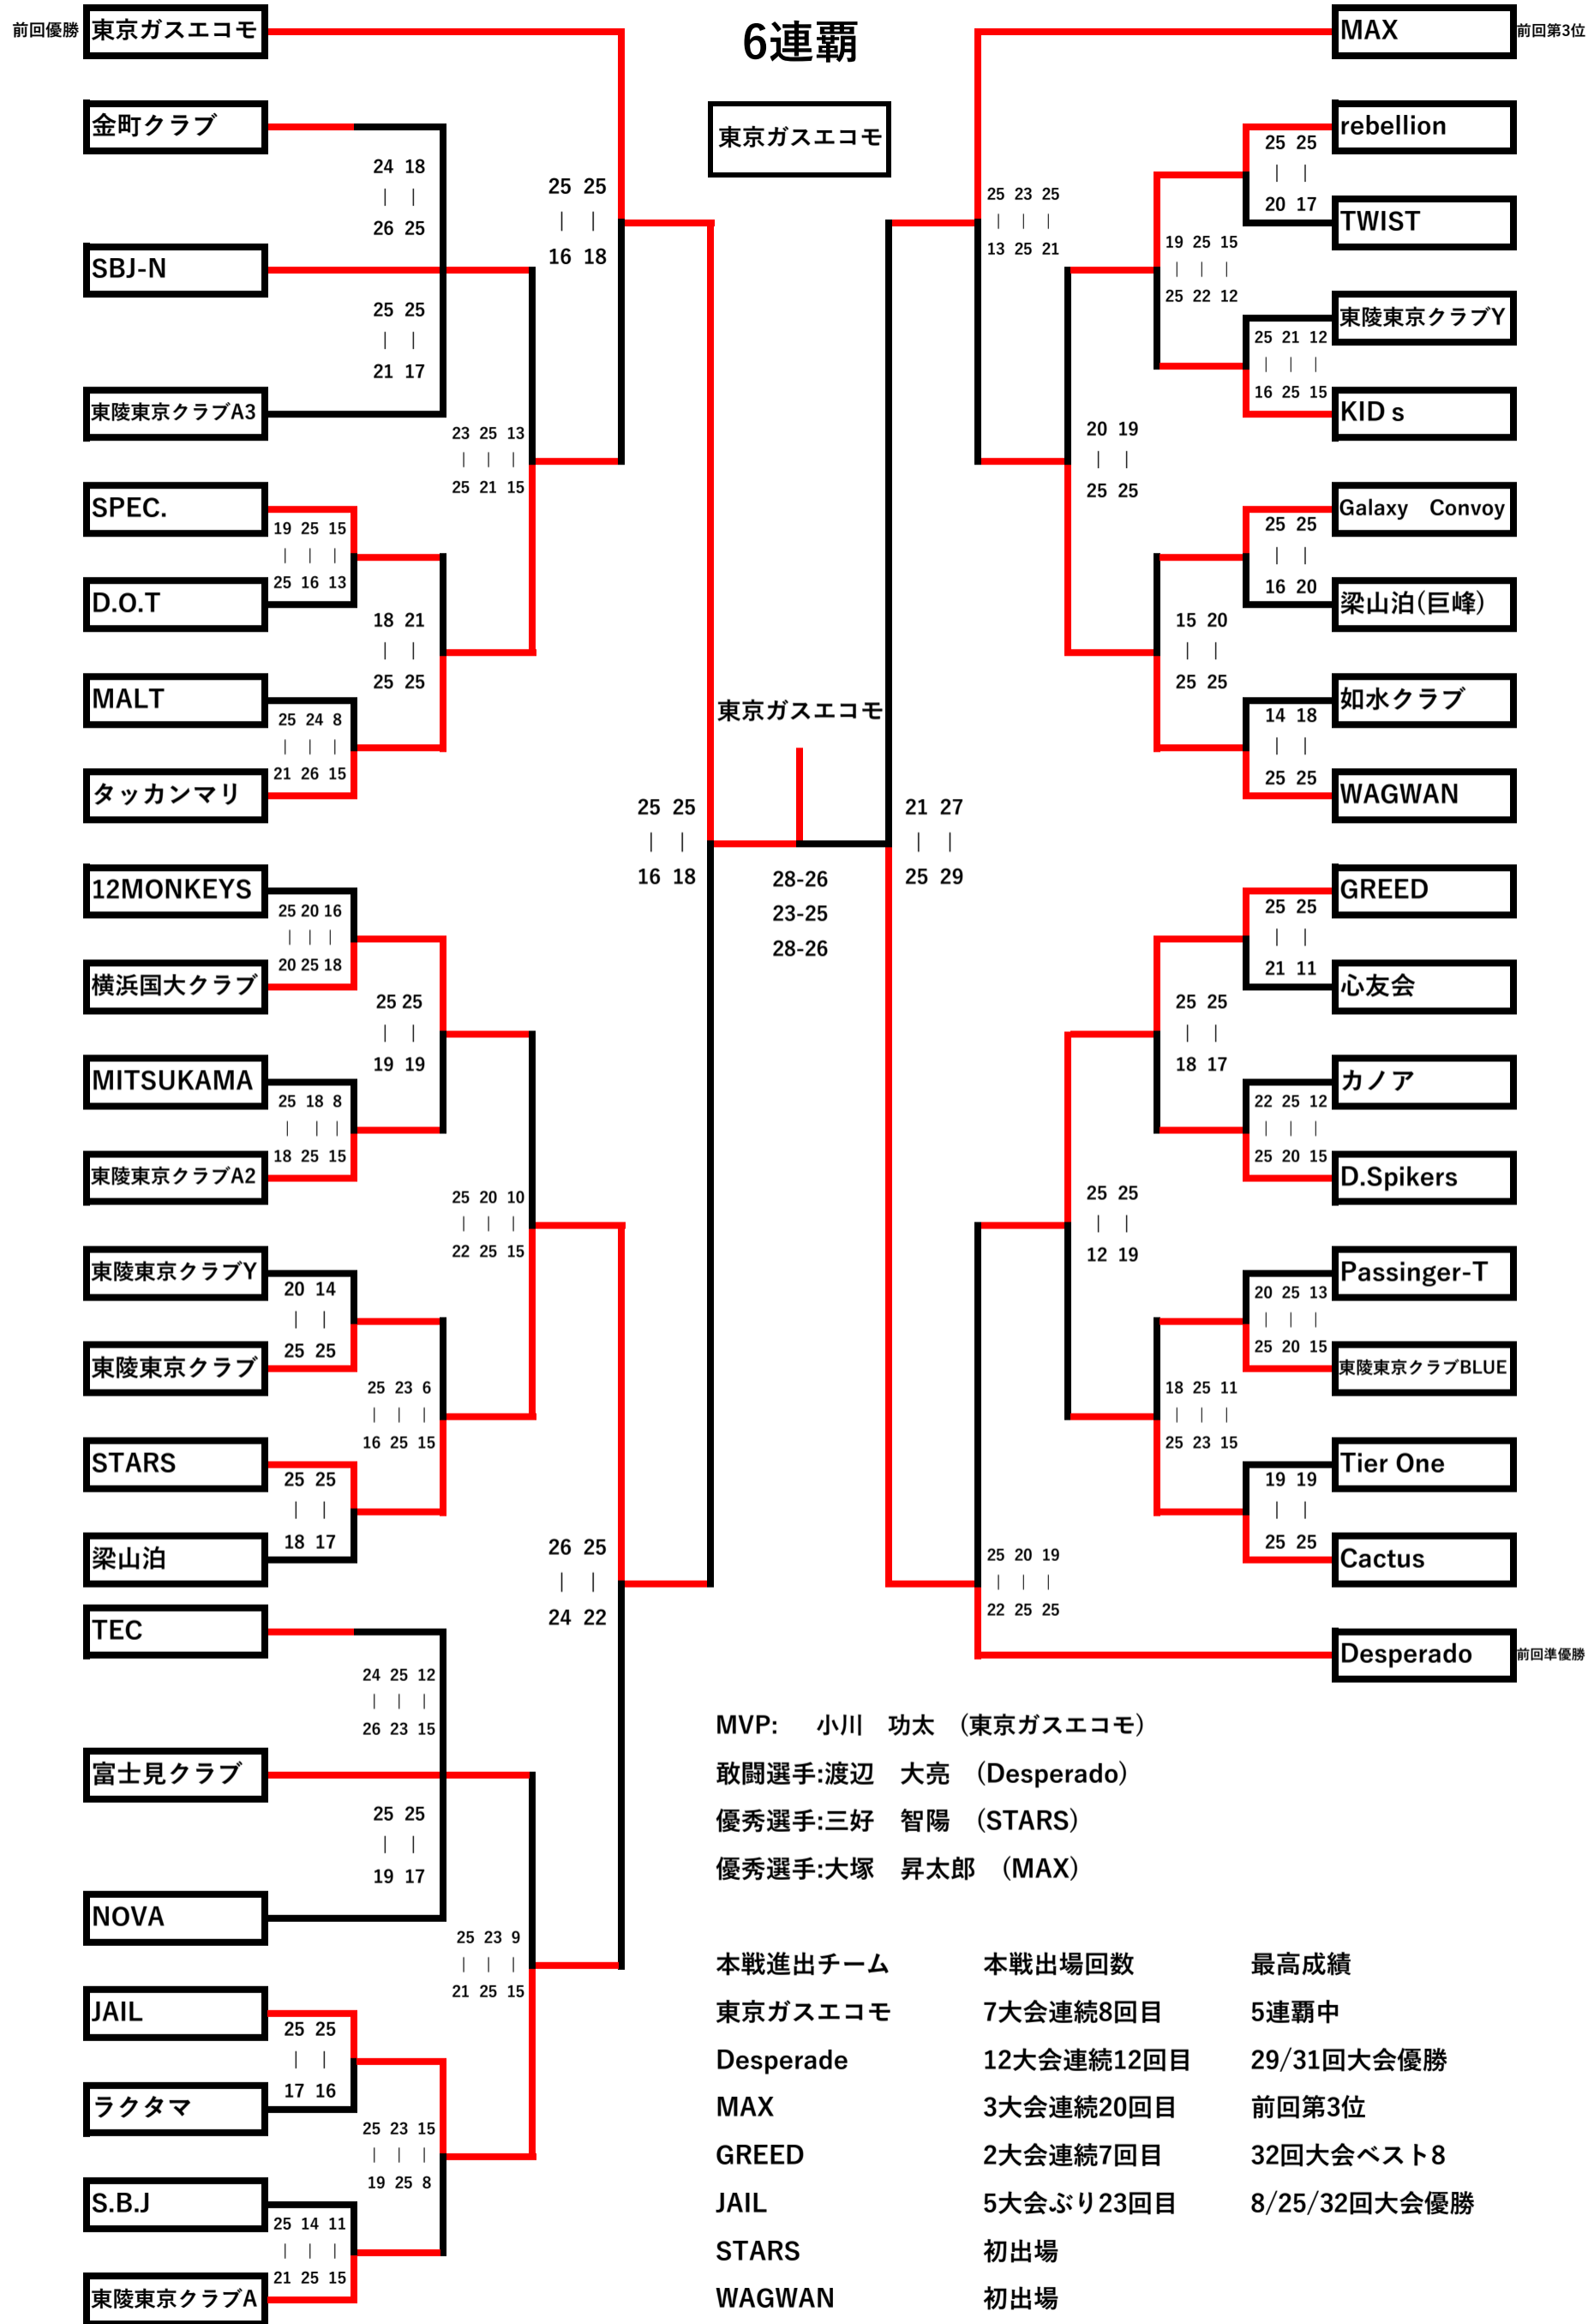 6連覇
東京ガスエコモ
前回優勝
東京ガスエコモ
金町クラブ
24 18
26 25
SBJ-N
25 25
21 17
東陵東京クラブA3
25 25
16 18
23 25 13
25 21 15
SPEC.
19 25 15
25 16 13
D.O.T
18 21
25 25
MALT
25 24 8
21 26 15
タッカンマリ
25 25
16 18
12MONKEYS
25 20 16
20 25 18
横浜国大クラブ
25 25
19 19
MITSUKAMA
25 18 8
18 25 15
東陵東京クラブA2
25 20 10
22 25 15
東陵東京クラブY
20 14
25 25
東陵東京クラブ
25 23 6
16 25 15
STARS
25 25
18 17
梁山泊
26 25
24 22
TEC
24 25 12
26 23 15
富士見クラブ
25 25
19 17
NOVA
25 23 9
21 25 15
JAIL
25 25
17 16
ラクタマ
25 23 15
19 25 8
S.B.J
25 14 11
21 25 15
東陵東京クラブA
東京ガスエコモ
28-26
23-25
28-26
MAX
前回第3位
25 23 25
13 25 21
rebellion
25 25
20 17
TWIST
19 25 15
25 22 12
東陵東京クラブY
25 21 12
16 25 15
KID s
20 19
25 25
Galaxy　Convoy
25 25
16 20
梁山泊(巨峰)
15 20
25 25
如水クラブ
14 18
25 25
WAGWAN
21 27
25 29
GREED
25 25
21 11
心友会
25 25
18 17
カノア
22 25 12
25 20 15
D.Spikers
25 25
12 19
Passinger-T
20 25 13
25 20 15
東陵東京クラブBLUE
18 25 11
25 23 15
Tier One
19 19
25 25
Cactus
25 20 19
22 25 25
Desperado
前回準優勝
MVP:　小川　功太　（東京ガスエコモ）
敢闘選手:渡辺　大亮　（Desperado）
優秀選手:三好　智陽　（STARS）
優秀選手:大塚　昇太郎　（MAX）
本戦進出チーム　本戦出場回数　最高成績
東京ガスエコモ　7大会連続8回目　5連覇中
Desperade　12大会連続12回目　29/31回大会優勝
MAX　3大会連続20回目　前回第3位
GREED　2大会連続7回目　32回大会ベスト8
JAIL　5大会ぶり23回目　8/25/32回大会優勝
STARS　初出場
WAGWAN　初出場